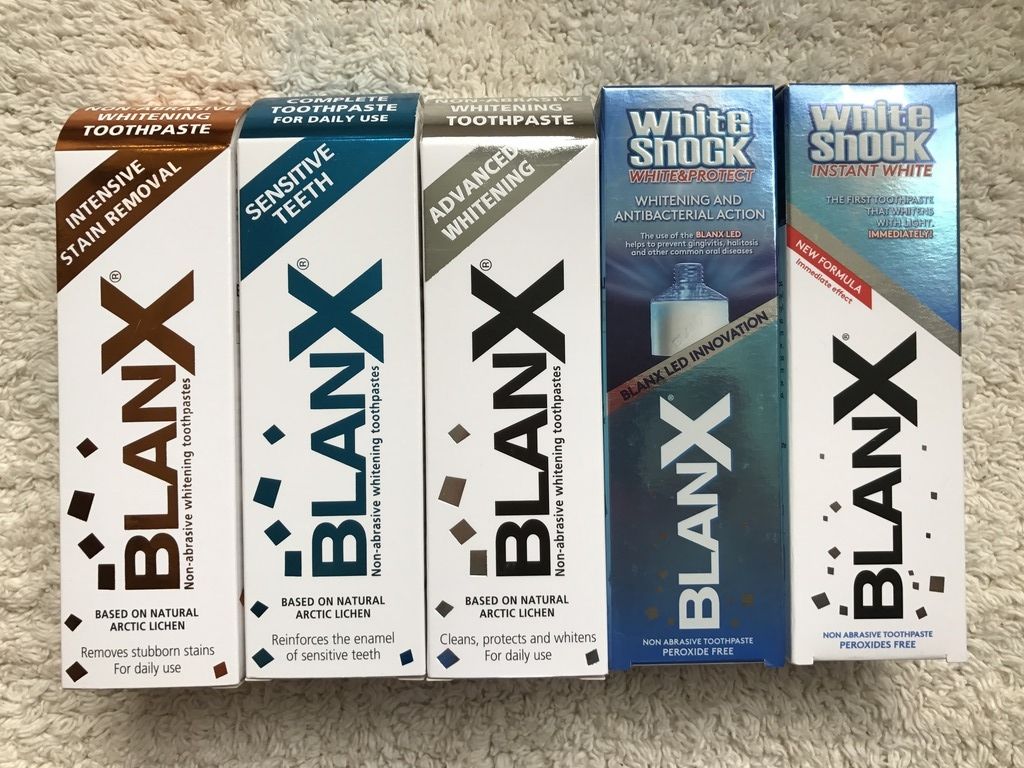 NON-ABRASIVE
WHITENING
TOOTHPASTE
INTENSIVE
STAIN REMOVAL
BLANX®
Non-abrasive whitening toothpastes
BASED ON NATURAL
ARCTIC LICHEN
Removes stubborn stains
For daily use
COMPLETE
TOOTHPASTE
FOR DAILY USE
SENSITIVE
TEETH
BLANX®
Non-abrasive whitening toothpastes
BASED ON NATURAL
ARCTIC LICHEN
Reinforces the enamel
of sensitive teeth
NON-ABRASIVE
WHITENING
TOOTHPASTE
ADVANCED
WHITENING
BLANX®
Non-abrasive whitening toothpastes
BASED ON NATURAL
ARCTIC LICHEN
Cleans, protects and whitens
For daily use
White
SHOCK
WHITE&PROTECT
WHITENING AND
ANTIBACTERIAL ACTION
The use of the BLANX LED
helps to prevent gingivitis, halitosis
and other common oral diseases
BLANX LED INNOVATION
BLANX
NON ABRASIVE TOOTHPASTE
PEROXIDE FREE
White
SHOCK
INSTANT WHITE
THE FIRST TOOTHPASTE
THAT WHITENS
WITH LIGHT.
IMMEDIATELY!
NEW FORMULA
Immediate effect
BLANX®
NON ABRASIVE TOOTHPASTE
PEROXIDES FREE